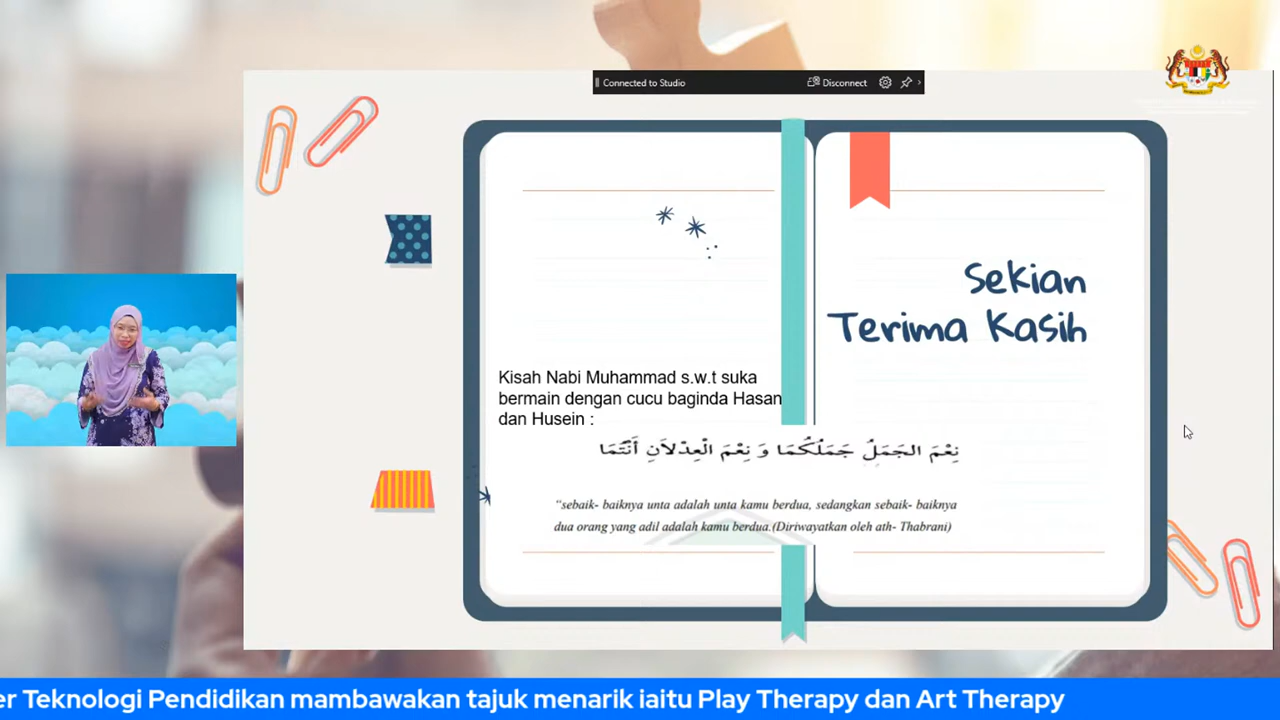 Connected to Studio
Disconnect
Sekian
Terima Kasih
Kisah Nabi Muhammad s.w.t suka
bermain dengan cucu baginda Hasan
dan Husein :
نِعْمَ الجَمَلُ جَمَلُكُمَا وَ نِعْمَ الْعِدْلاَنِ أَنْتُمَا
“sebaik- baiknya unta adalah unta kamu berdua, sedangkan sebaik- baiknya
dua orang yang adil adalah kamu berdua.(Diriwayatkan oleh ath- Thabrani)
er Teknologi Pendidikan mambawakan tajuk menarik iaitu Play Therapy dan Art Therapy